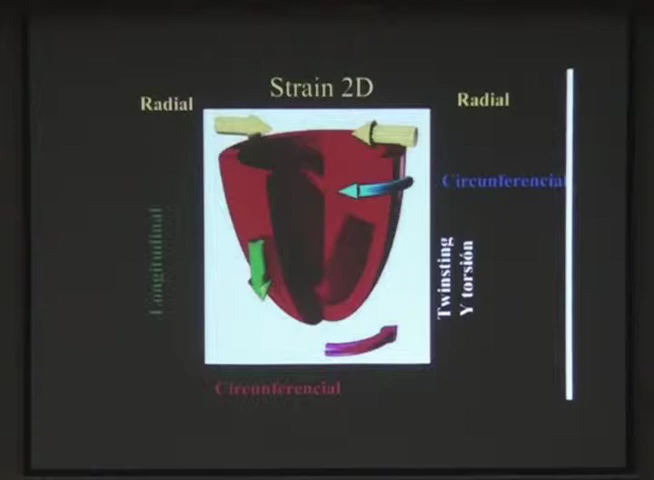 Strain 2D
Radial
Radial
Circunferencial
Longitudinal
Twinsting
Y torsión
Circunferencial